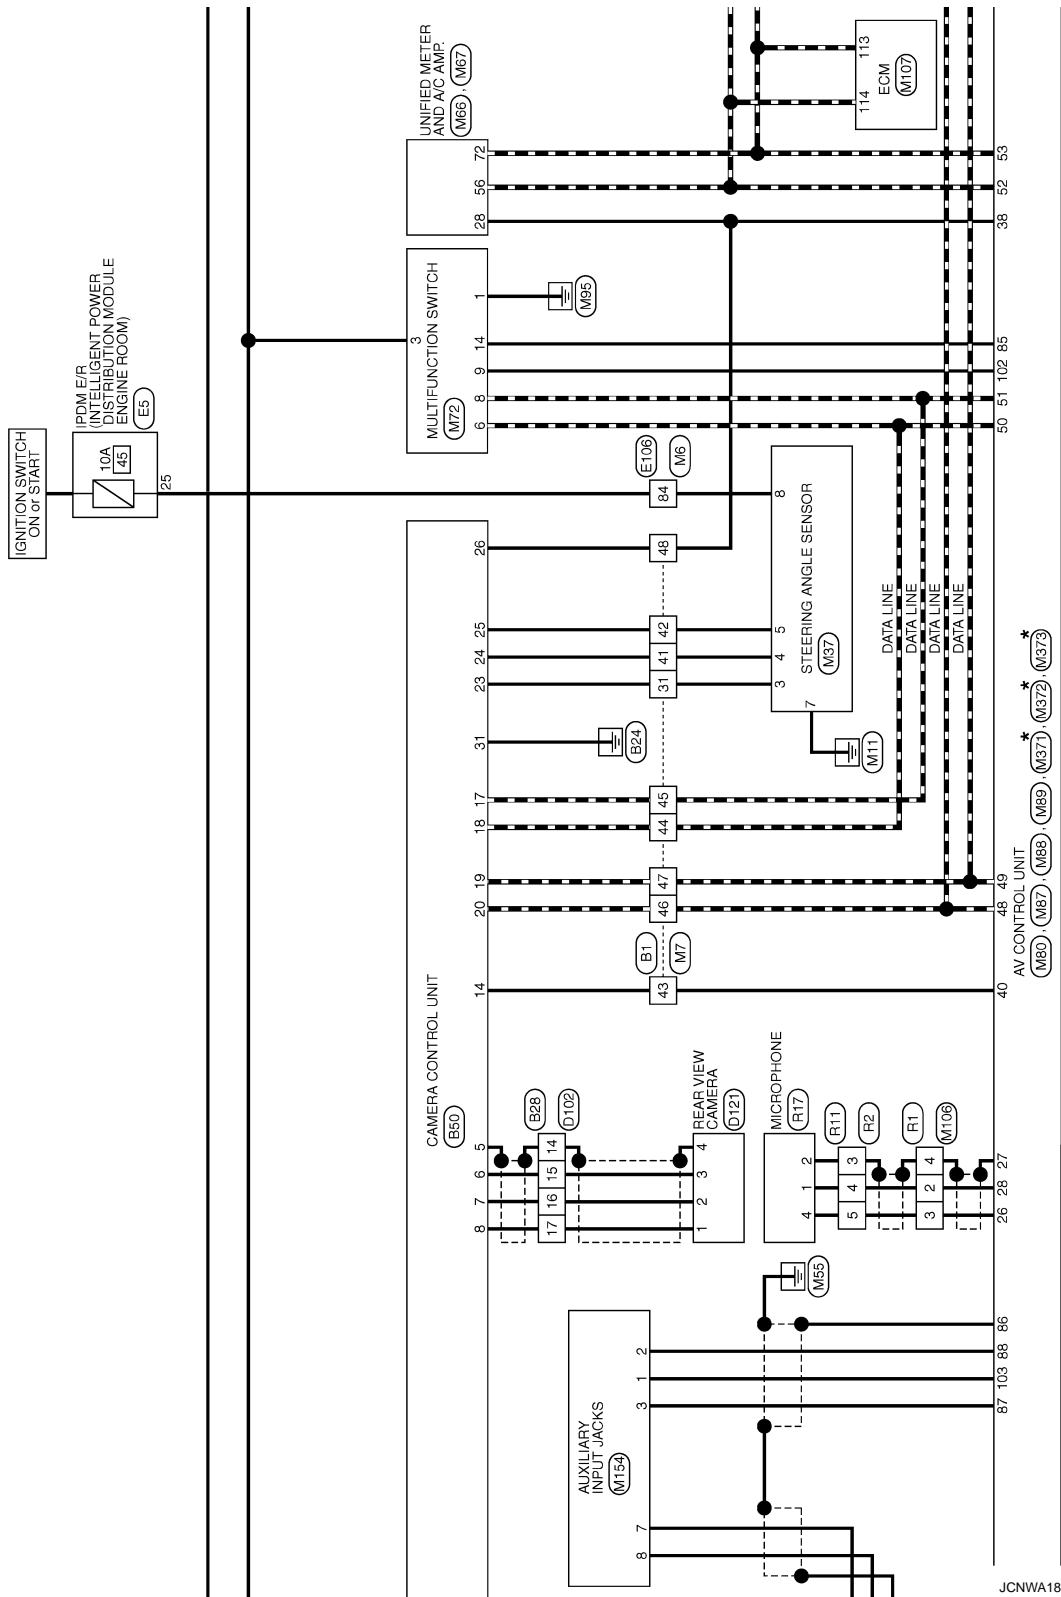 IGNITION SWITCH
ON or START
IPDM E/R
(INTELLIGENT POWER
DISTRIBUTION MODULE
ENGINE ROOM)
E5
10A
45
25
UNIFIED METER
AND A/C AMP.
M66 , M67
28
56
72
MULTIFUNCTION SWITCH
M72
3
6
8
9
14
1
M95
ECM
M107
114
113
CAMERA CONTROL UNIT
B50
8
7
6
5
14
20
19
18
17
31
23
24
25
26
B24
B28
D102
17
16
15
14
REAR VIEW
CAMERA
D121
1
2
3
4
B1
M7
43
46
47
44
45
31
41
42
48
E106
M6
84
STEERING ANGLE SENSOR
M37
3
4
5
8
7
M11
DATA LINE
DATA LINE
DATA LINE
DATA LINE
MICROPHONE
R17
4
1
2
R11
R2
5
4
3
R1
M106
3
2
4
AUXILIARY
INPUT JACKS
M154
8
7
3
1
2
M55
87
103
88
86
26
28
27
40
48
49
50
51
102
85
38
52
53
AV CONTROL UNIT
M80 , M87 , M88 , M89 , M371 * , M372 * , M373 *
JCNWA18